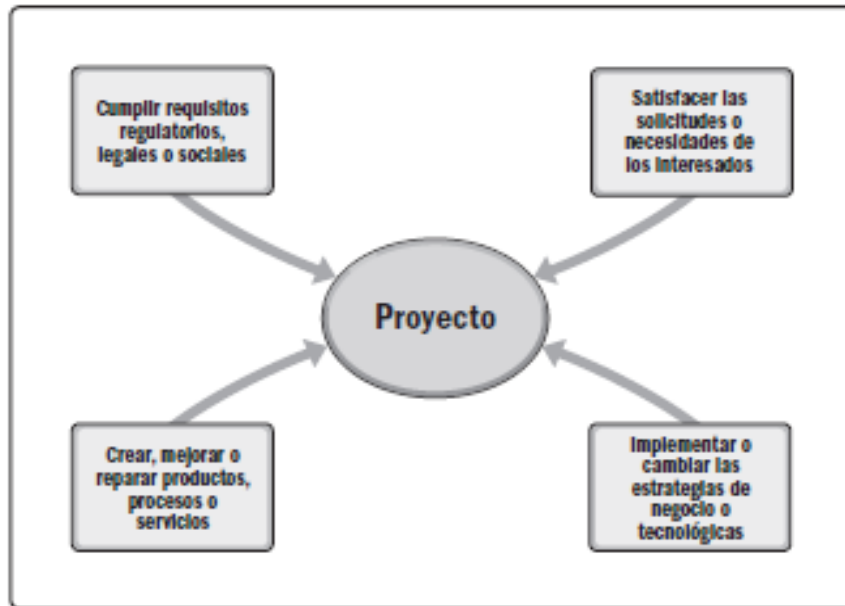 Cumplir requisitos
regulatorios,
legales o sociales
Satisfacer las
solicitudes o
necesidades de
los interesados
Proyecto
Crear, mejorar o
reparar productos,
procesos o
servicios
Implementar o
cambiar las
estrategias de
negocio o
tecnológicas